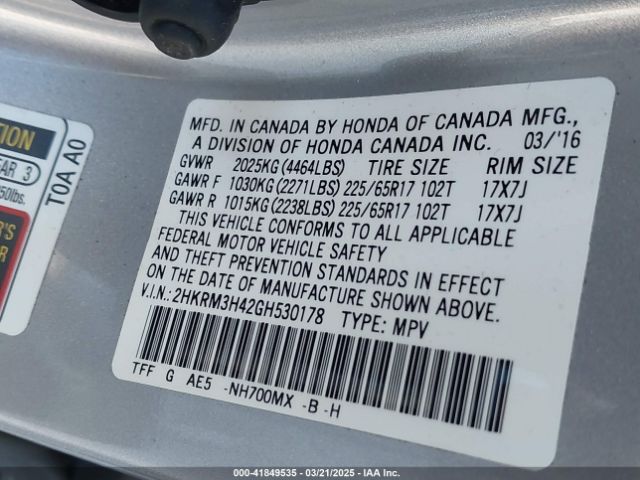 MFD. IN CANADA BY HONDA OF CANADA MFG.,
A DIVISION OF HONDA CANADA INC. 03/'16
GVWR 2025KG(4464LBS) TIRE SIZE RIM SIZE
GAWR F 1030KG(2271LBS) 225/65R17 102T 17X7J
GAWR R 1015KG(2238LBS) 225/65R17 102T 17X7J
THIS VEHICLE CONFORMS TO ALL APPLICABLE
FEDERAL MOTOR VEHICLE SAFETY
AND THEFT PREVENTION STANDARDS IN EFFECT
ON THE DATE OF MANUFACTURE SHOWN ABOVE.
V.I.N.: 2HKRM3H42GH530178 TYPE: MPV
TFF G AE5 -NH700MX -B -H
TOA A0
3
000-41849535 - 03/21/2025 - IAA Inc.